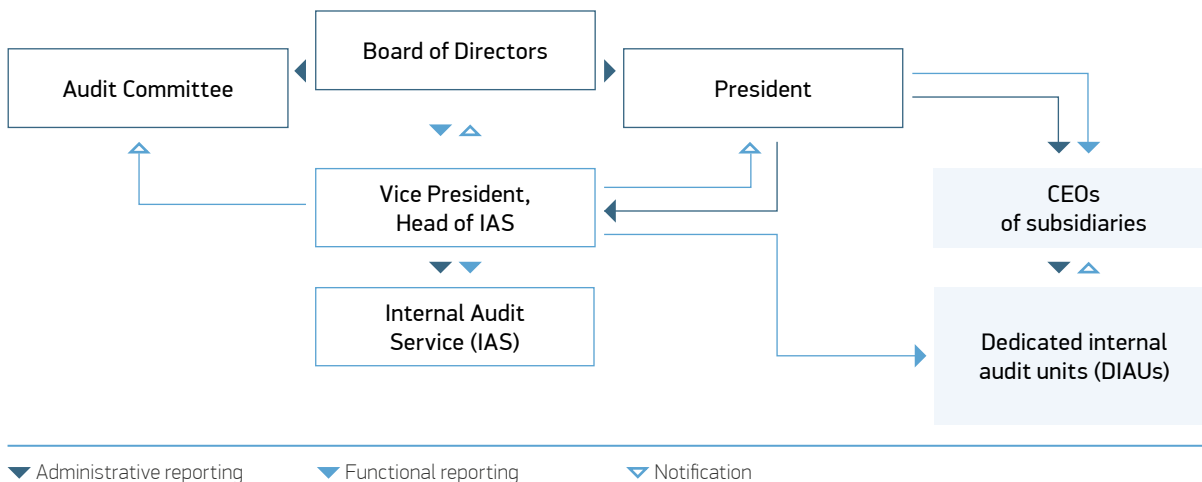 Board of Directors
Audit Committee
President
Vice President,
Head of IAS
CEOs
of subsidiaries
Internal Audit
Service (IAS)
Dedicated internal
audit units (DIAUs)
Administrative reporting
Functional reporting
Notification